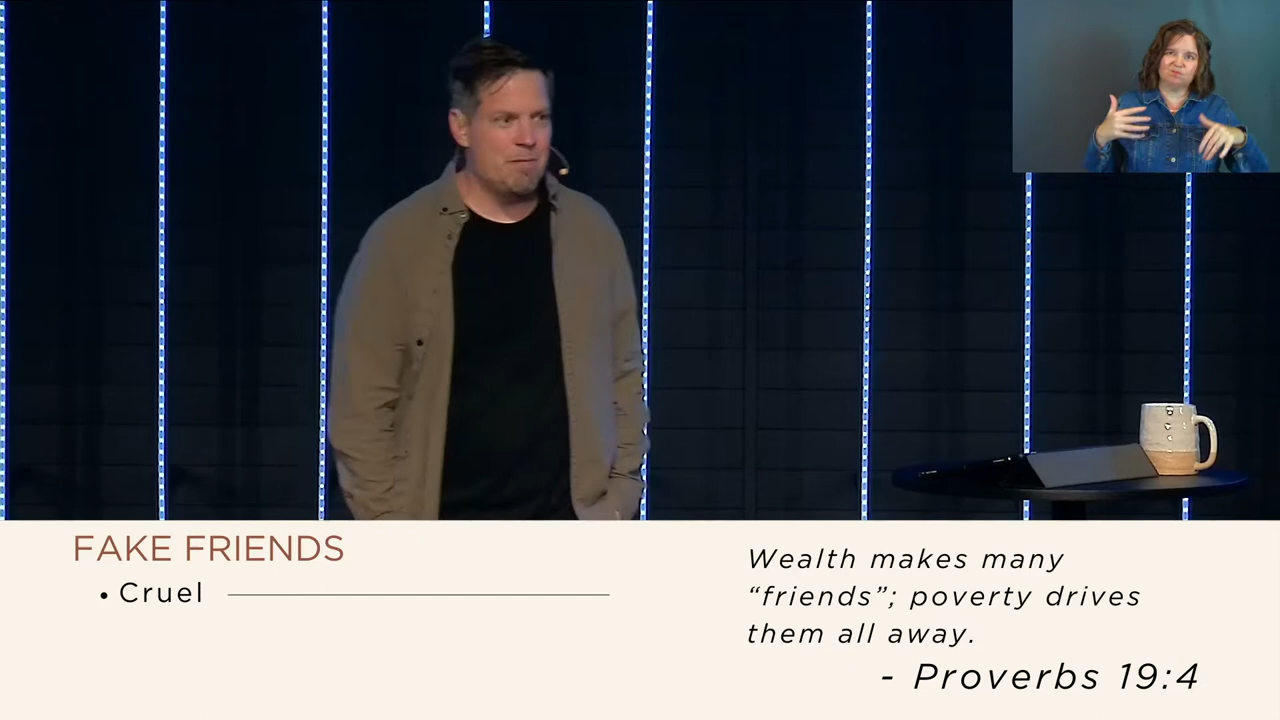 FAKE FRIENDS
• Cruel
Wealth makes many
“friends”; poverty drives
them all away.
- Proverbs 19:4